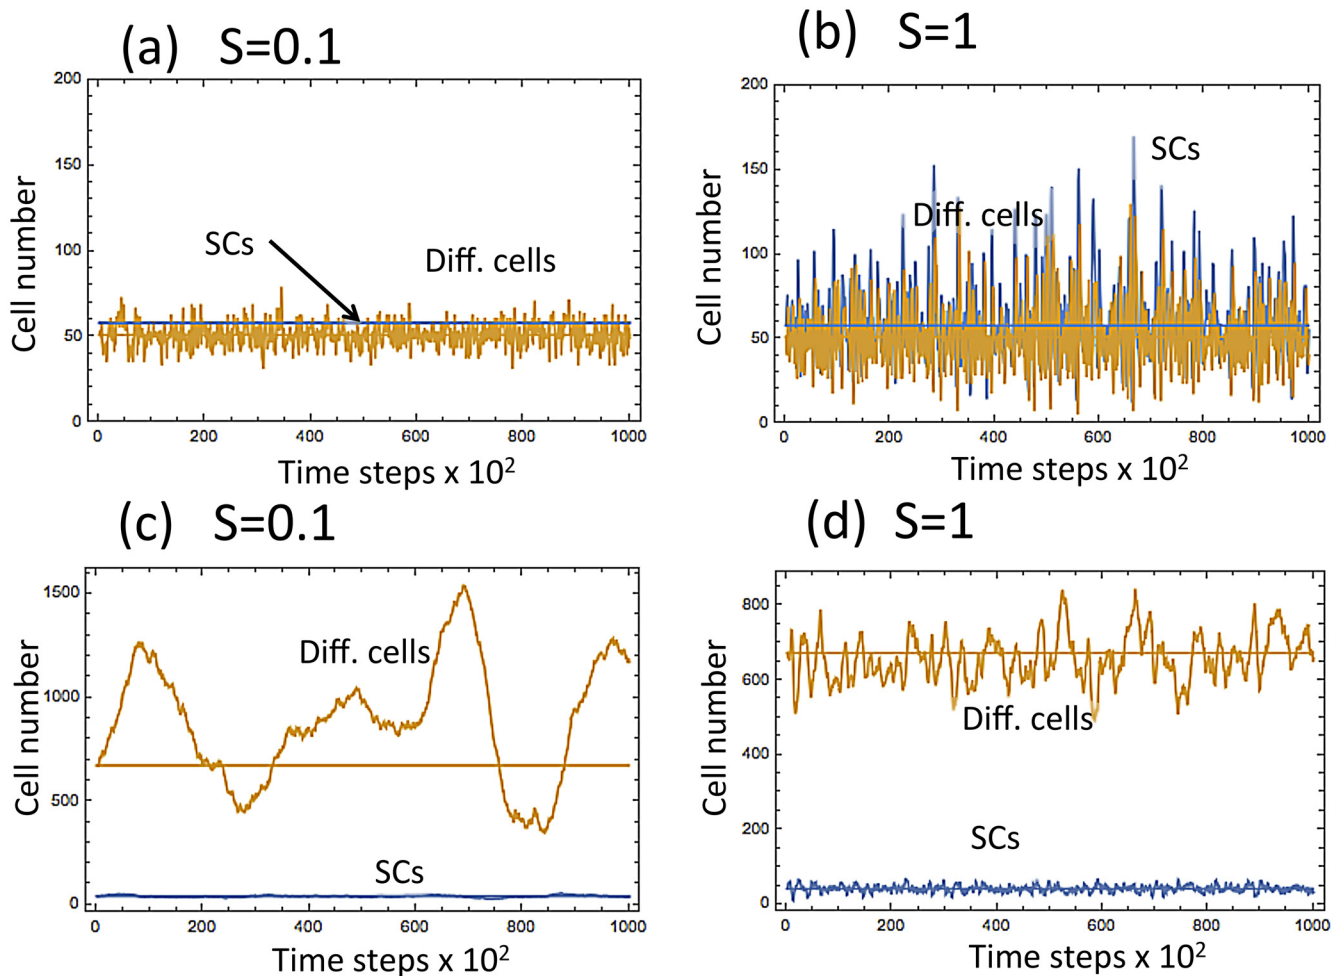 (a) S=0.1
200
150
100
50
0
Cell number
SCs
Diff. cells
0 200 400 600 800 1000
Time steps x 10²
(b) S=1
200
150
100
50
0
Cell number
SCs
Diff. cells
0 200 400 600 800 1000
Time steps x 10²
(c) S=0.1
1500
1000
500
0
Cell number
Diff. cells
SCs
0 200 400 600 800 1000
Time steps x 10²
(d) S=1
800
600
400
200
0
Cell number
Diff. cells
SCs
0 200 400 600 800 1000
Time steps x 10²